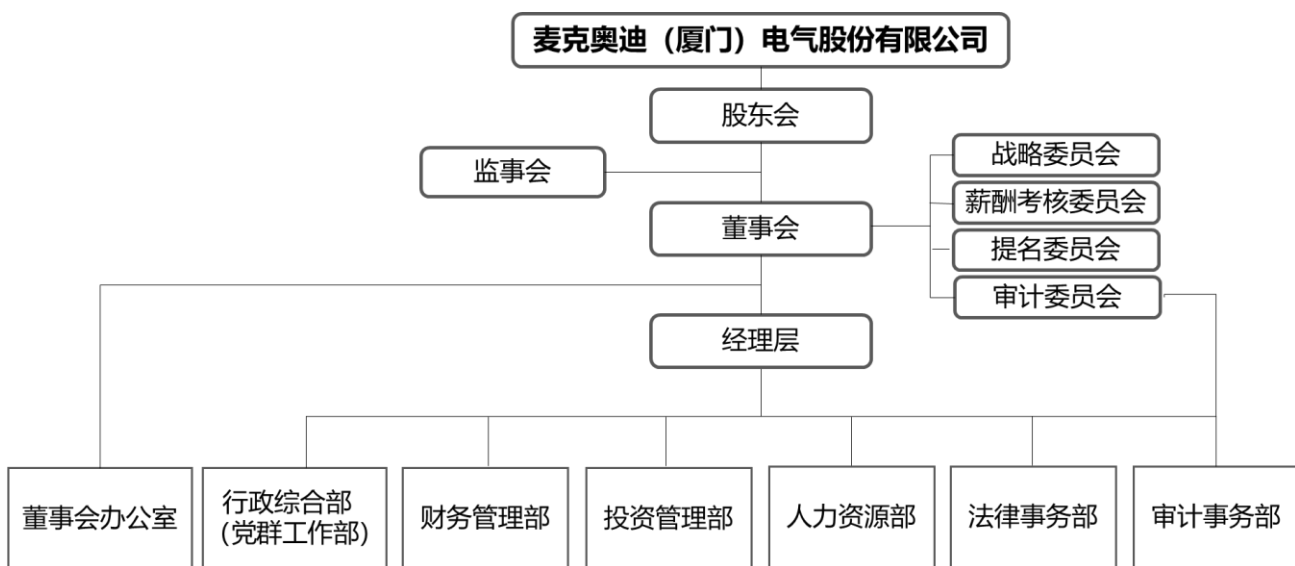 麦克奥迪（厦门）电气股份有限公司
股东会
监事会
战略委员会
薪酬考核委员会
董事会
提名委员会
审计委员会
经理层
董事会办公室
行政综合部
（党群工作部）
财务管理部
投资管理部
人力资源部
法律事务部
审计事务部